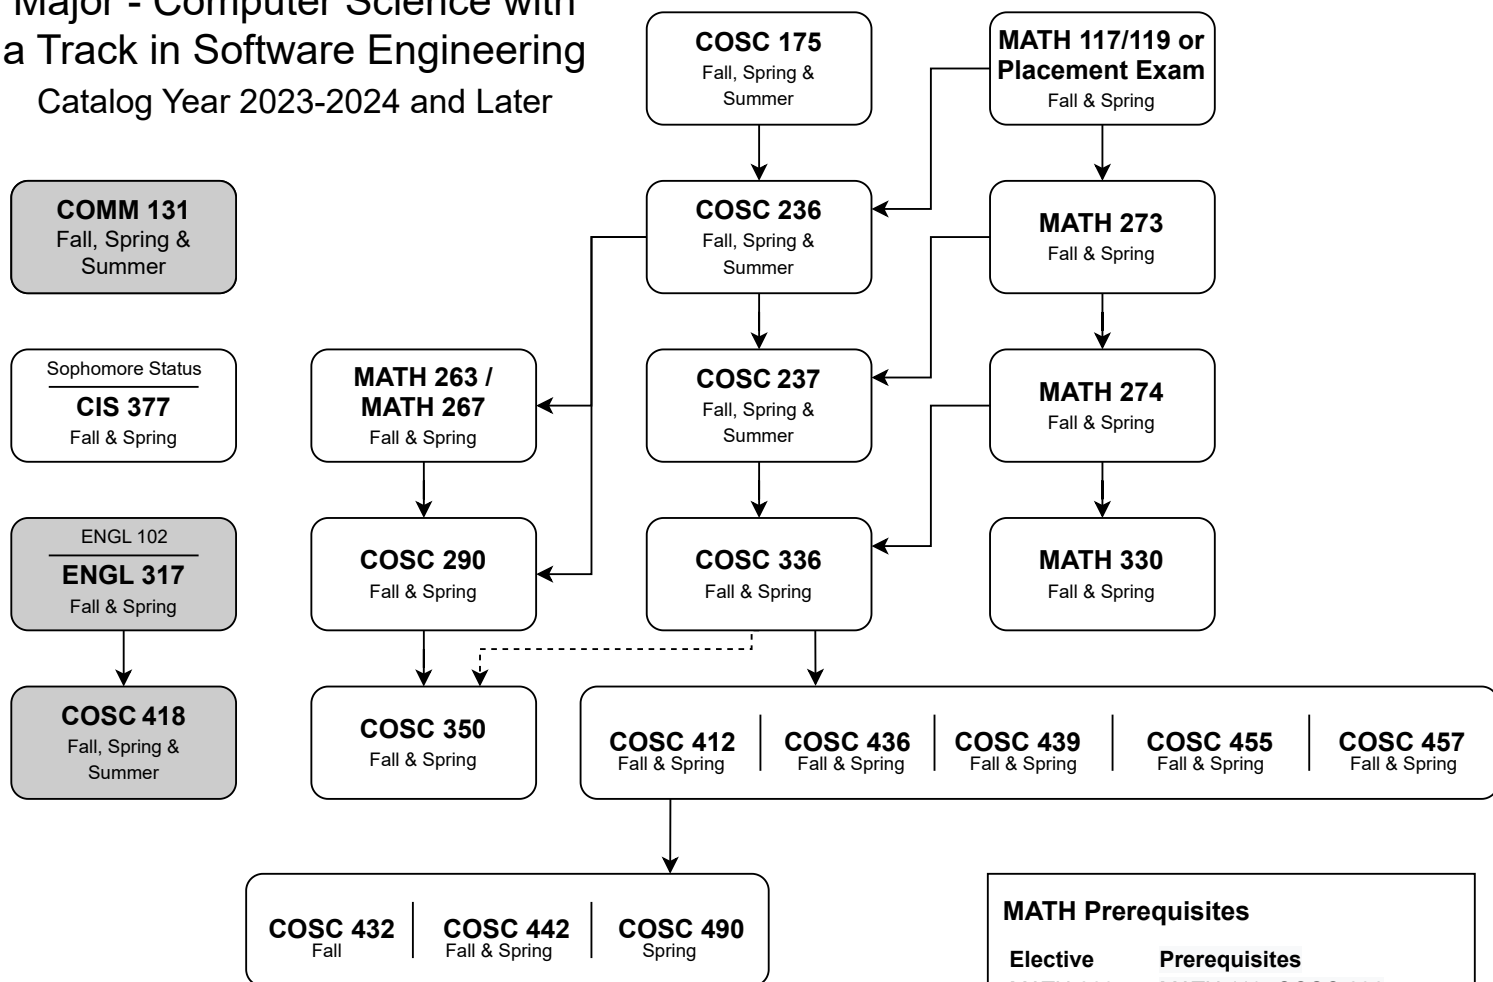 Major - Computer Science with
a Track in Software Engineering
Catalog Year 2023-2024 and Later
COSC 175
Fall, Spring &
Summer
MATH 117/119 or
Placement Exam
Fall & Spring
COMM 131
Fall, Spring &
Summer
COSC 236
Fall, Spring &
Summer
MATH 273
Fall & Spring
Sophomore Status
CIS 377
Fall & Spring
MATH 263 /
MATH 267
Fall & Spring
COSC 237
Fall, Spring &
Summer
MATH 274
Fall & Spring
ENGL 102
ENGL 317
Fall & Spring
COSC 290
Fall & Spring
COSC 336
Fall & Spring
MATH 330
Fall & Spring
COSC 418
Fall, Spring &
Summer
COSC 350
Fall & Spring
COSC 412
Fall & Spring
COSC 436
Fall & Spring
COSC 439
Fall & Spring
COSC 455
Fall & Spring
COSC 457
Fall & Spring
COSC 432
Fall
COSC 442
Fall & Spring
COSC 490
Spring
MATH Prerequisites
Elective Prerequisites